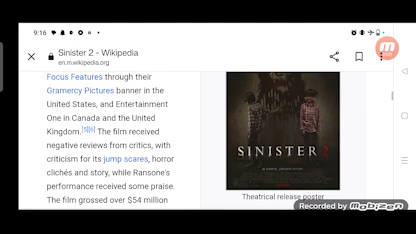 9:16
Sinister 2 - Wikipedia
en.m.wikipedia.org
Focus Features through their
Gramercy Pictures banner in the
United States, and Entertainment
One in Canada and the United
Kingdom.[5][6] The film received
negative reviews from critics, with
criticism for its jump scares, horror
clichés and story, while Ransone's
performance received some praise.
The film grossed over $54 million
SINISTER 2
Theatrical release poster
Recorded by mobizen